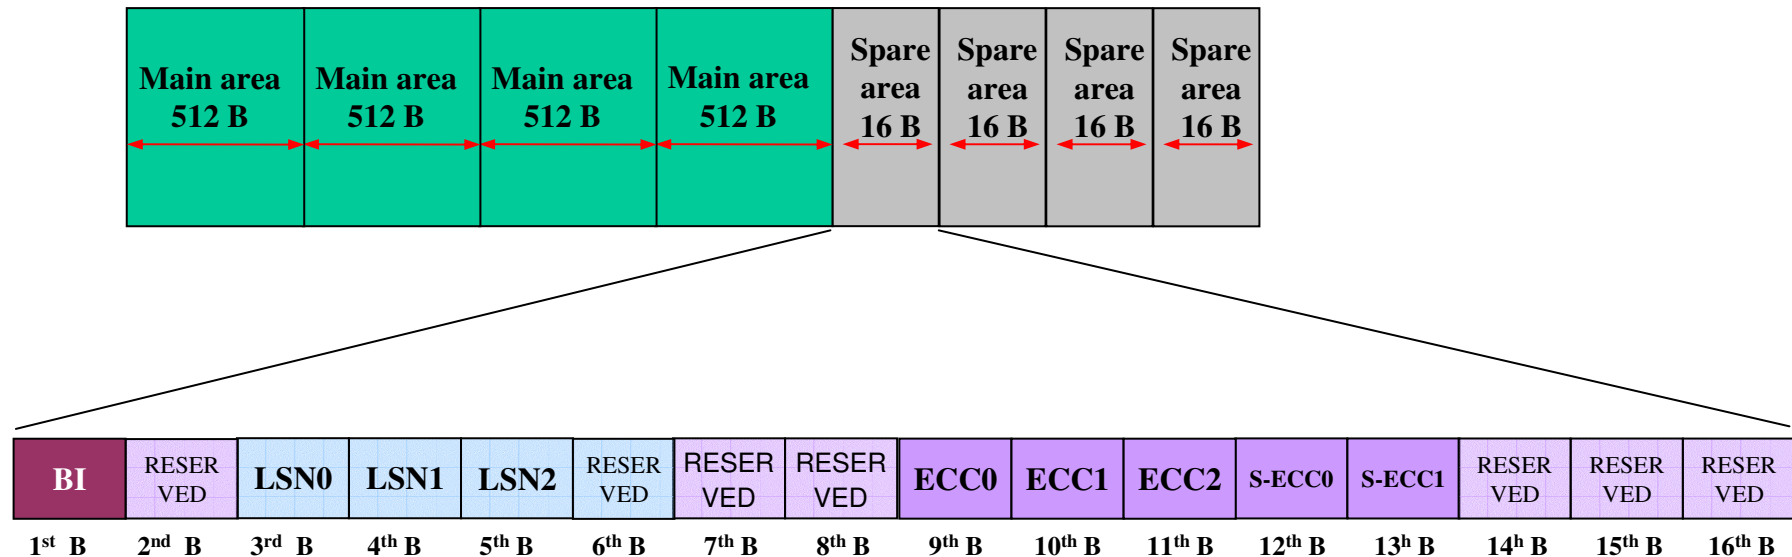 Main area
512 B
Main area
512 B
Main area
512 B
Main area
512 B
Spare
area
16 B
Spare
area
16 B
Spare
area
16 B
Spare
area
16 B
BI
RESER
VED
LSN0
LSN1
LSN2
RESER
VED
RESER
VED
RESER
VED
ECC0
ECC1
ECC2
S-ECC0
S-ECC1
RESER
VED
RESER
VED
RESER
VED
1st B
2nd B
3rd B
4th B
5th B
6th B
7th B
8th B
9th B
10th B
11th B
12th B
13h B
14h B
15th B
16th B